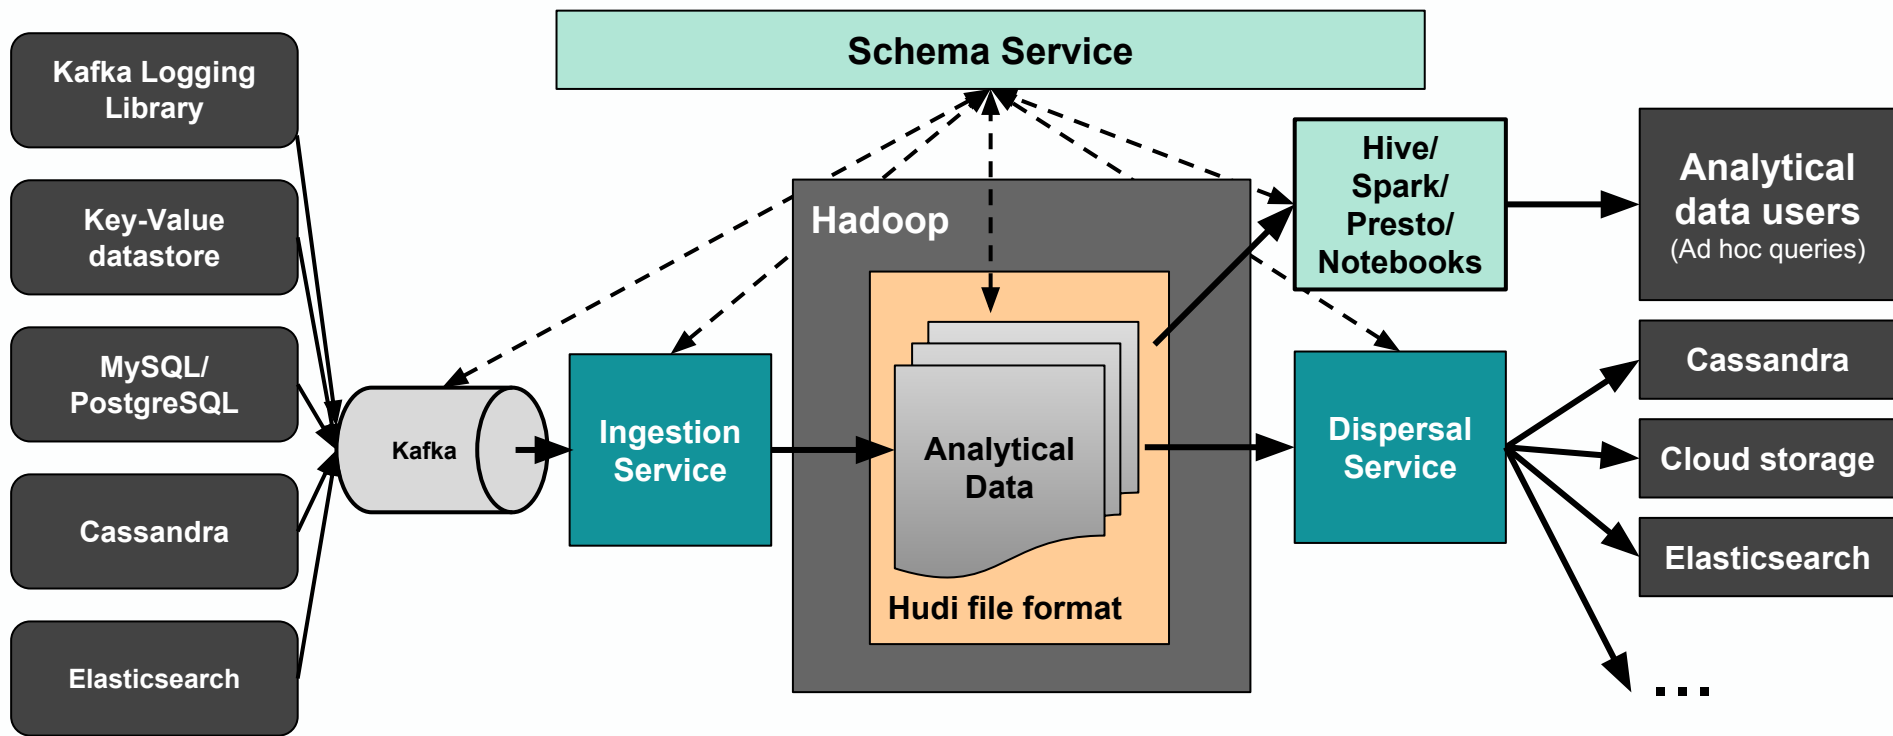 Schema Service
Kafka Logging
Library
Key-Value
datastore
MySQL/
PostgreSQL
Cassandra
Elasticsearch
Kafka
Ingestion
Service
Hadoop
Analytical
Data
Hudi file format
Hive/
Spark/
Presto/
Notebooks
Dispersal
Service
Analytical
data users
(Ad hoc queries)
Cassandra
Cloud storage
Elasticsearch
...